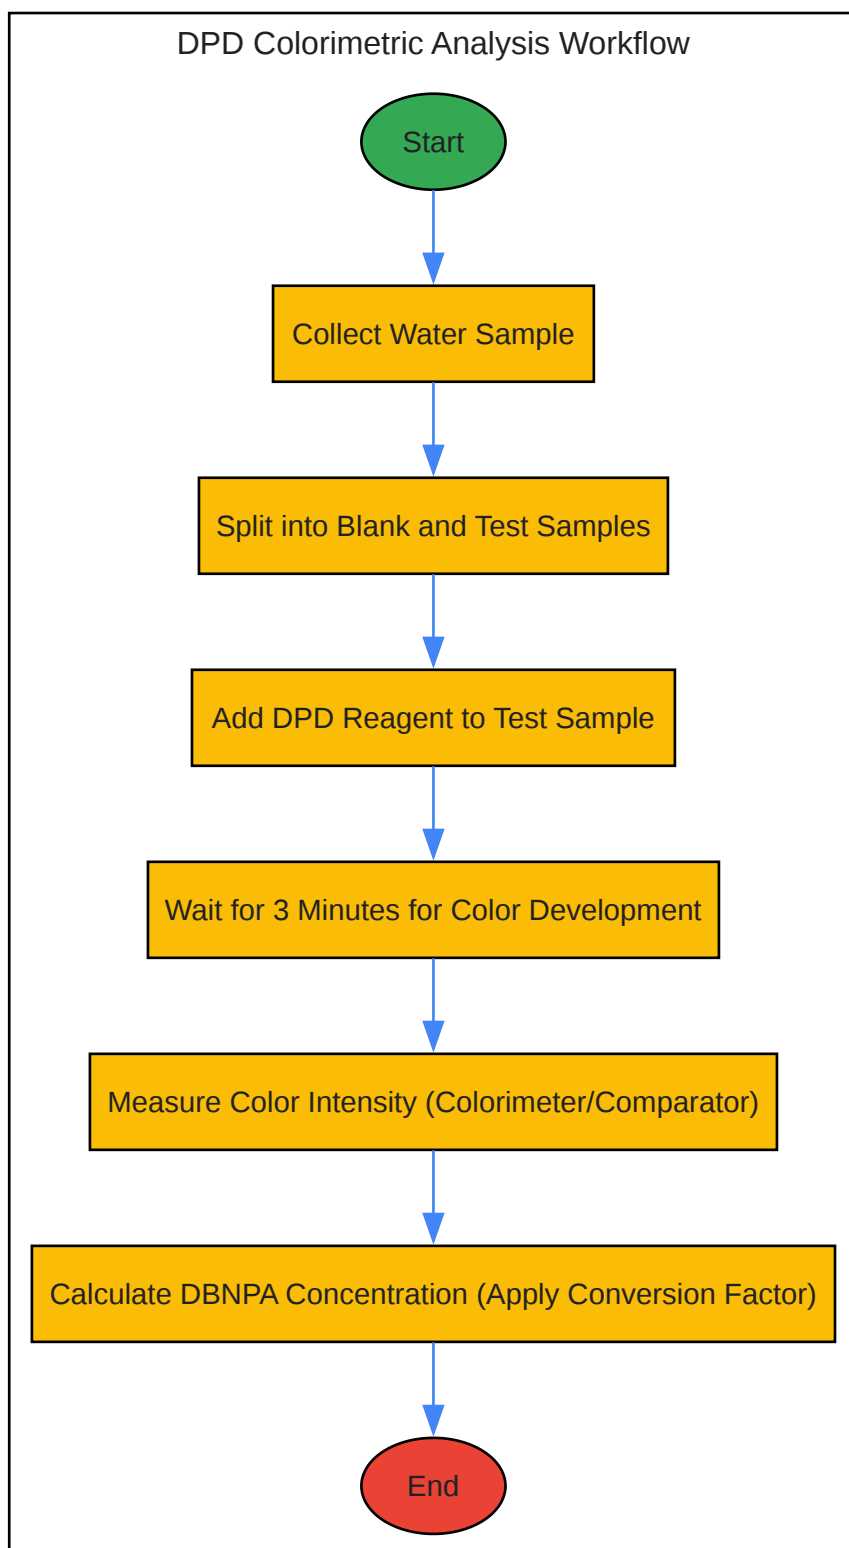 DPD Colorimetric Analysis Workflow
Start
Collect Water Sample
Split into Blank and Test Samples
Add DPD Reagent to Test Sample
Wait for 3 Minutes for Color Development
Measure Color Intensity (Colorimeter/Comparator)
Calculate DBNPA Concentration (Apply Conversion Factor)
End